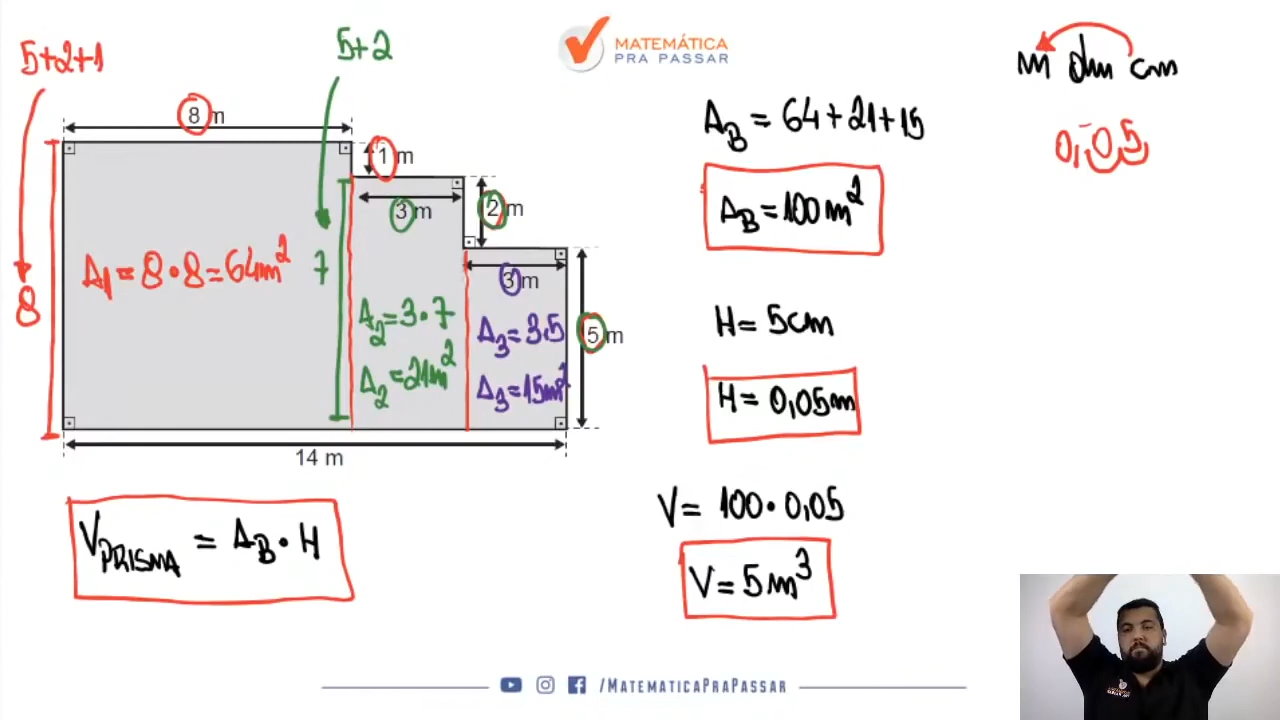 5+2+1
5+2
MATEMÁTICA
PRA PASSAR
m dm cm
0,05,
8 m
1 m
3 m
2 m
3 m
5 m
14 m
8
7
A1 = 8 • 8 = 64m²
A2 = 3 • 7
A2 = 21m²
A3 = 3.5
A3 = 15m²
AB = 64 + 21 + 15
AB = 100m²
H = 5cm
H = 0,05m
VPRISMA = AB • H
V = 100 • 0,05
V = 5m³
/MATEMATICAPRAPASSAR